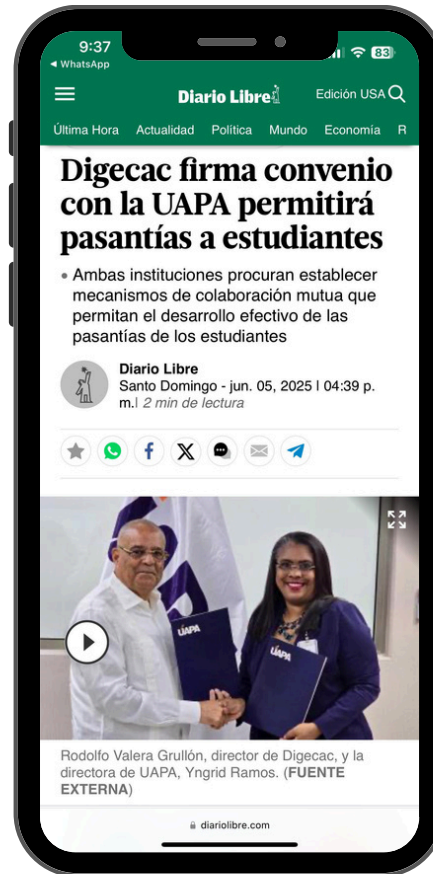 9:37
83
◀ WhatsApp
Diario Libre
Edición USA
Última Hora Actualidad Política Mundo Economía R
Digecac firma convenio
con la UAPA permitirá
pasantías a estudiantes
• Ambas instituciones procuran establecer
mecanismos de colaboración mutua que
permitan el desarrollo efectivo de las
pasantías de los estudiantes
Diario Libre
Santo Domingo - jun. 05, 2025 | 04:39 p.
m.| 2 min de lectura
UAPA
UAPA
Rodolfo Valera Grullón, director de Digecac, y la
directora de UAPA, Yngrid Ramos. (FUENTE
EXTERNA)
diariolibre.com